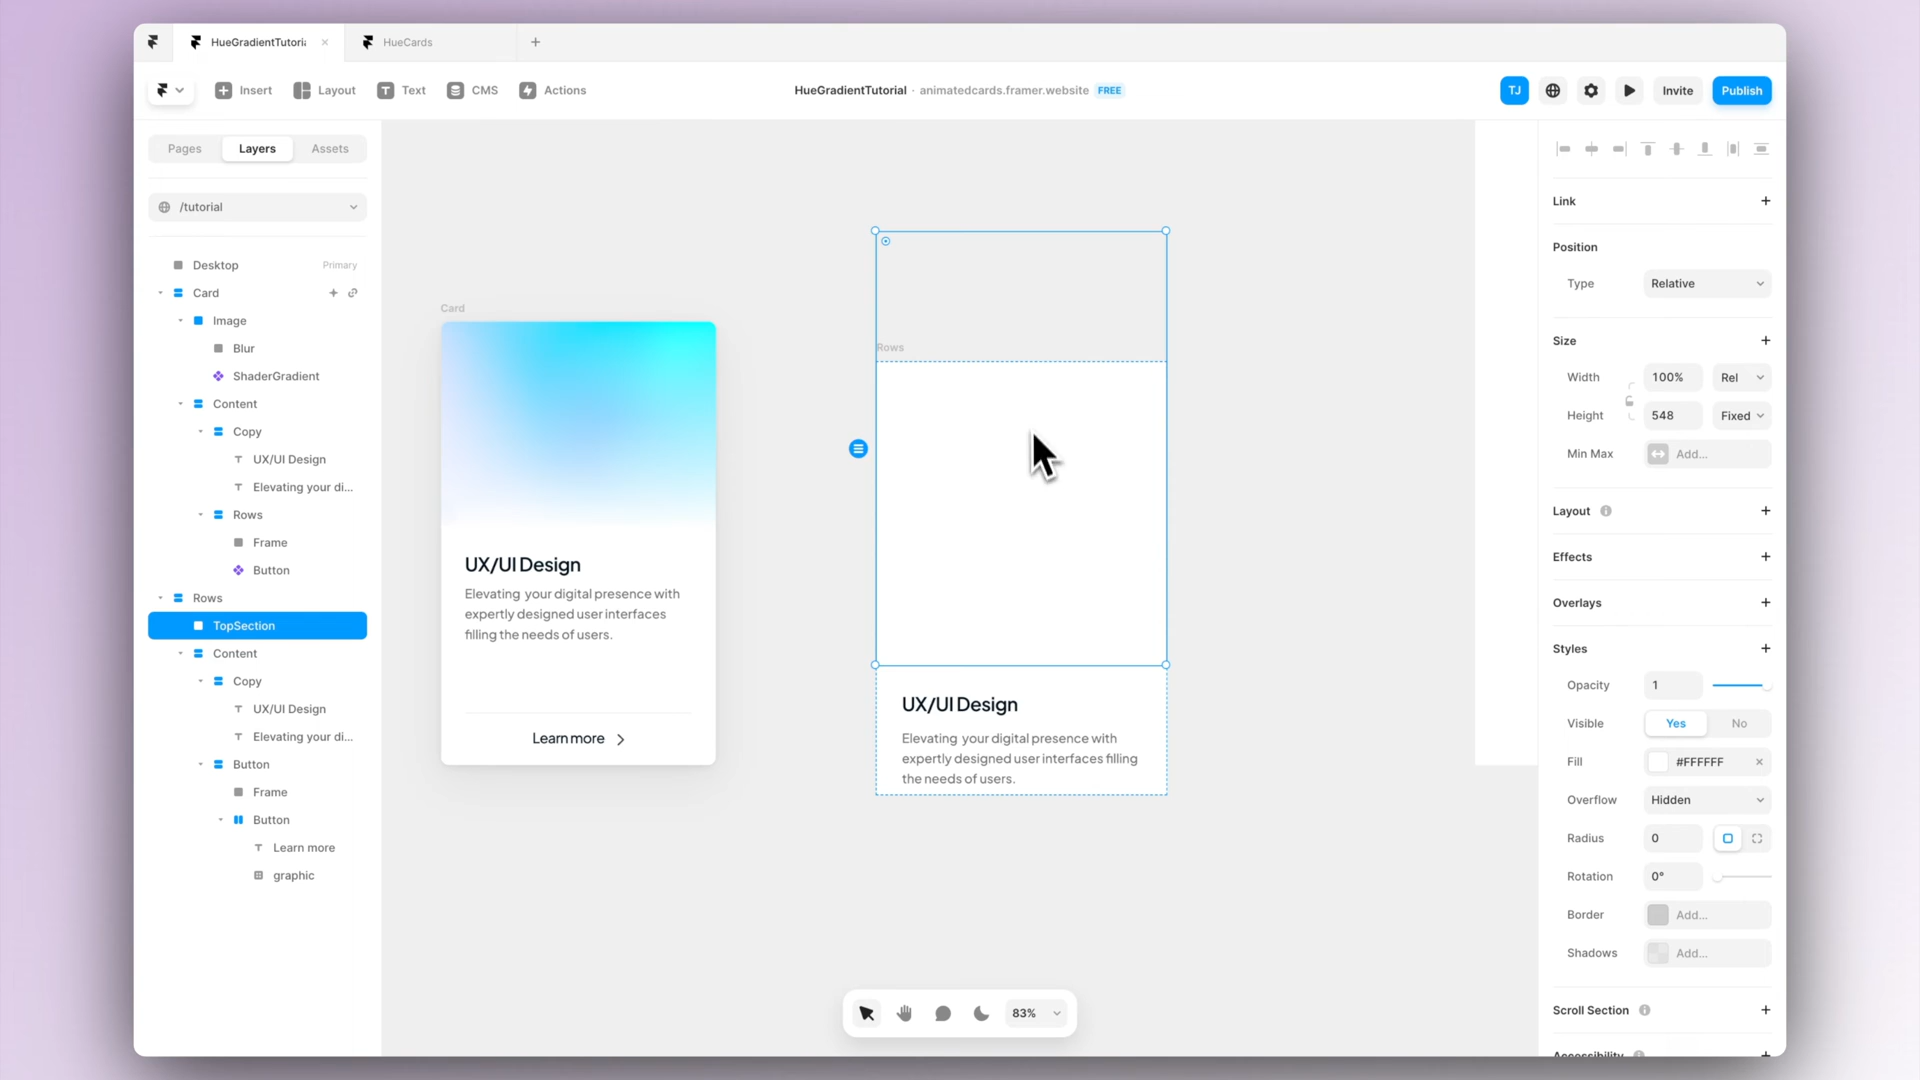 HueGradientTutori
HueCards
Insert
Layout
Text
CMS
Actions
HueGradientTutorial · animatedcards.framer.website FREE
TJ
Invite
Publish
Pages
Layers
Assets
/tutorial
Desktop
Primary
Card
Image
Blur
ShaderGradient
Content
Copy
UX/UI Design
Elevating your di...
Rows
Frame
Button
Rows
TopSection
Content
Copy
UX/UI Design
Elevating your di...
Button
Frame
Button
Learn more
graphic
Card
UX/UI Design
Elevating your digital presence with
expertly designed user interfaces
filling the needs of users.
Learn more
Rows
UX/UI Design
Elevating your digital presence with
expertly designed user interfaces filling
the needs of users.
83%
Link
Position
Type
Relative
Size
Width
100%
Rel
Height
548
Fixed
Min Max
Add...
Layout
Effects
Overlays
Styles
Opacity
1
Visible
Yes
No
Fill
#FFFFFF
Overflow
Hidden
Radius
0
Rotation
0°
Border
Add...
Shadows
Add...
Scroll Section
Accessibility